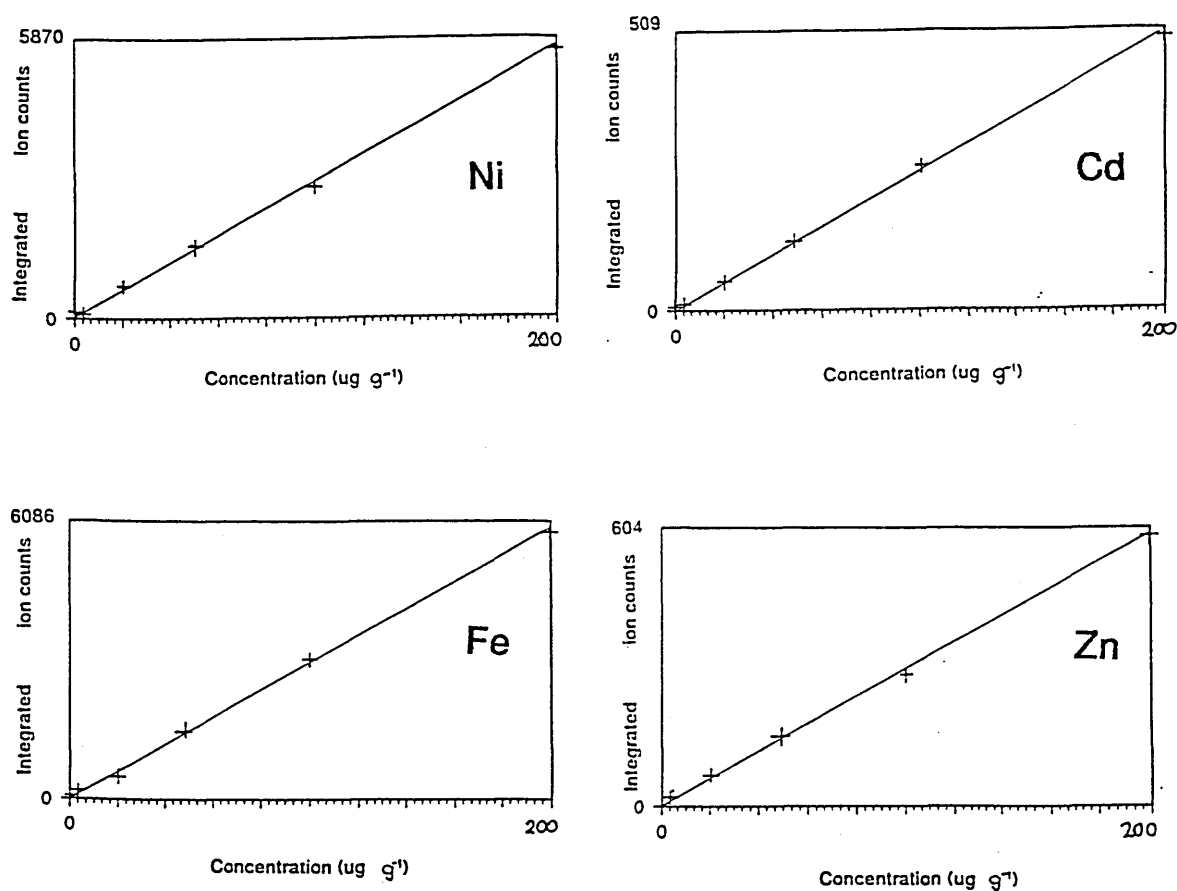 5870
Integrated Ion counts
Ni
0
0
200
Concentration (ug g⁻¹)
509
Integrated Ion counts
Cd
0
0
200
Concentration (ug g⁻¹)
6086
Integrated Ion counts
Fe
0
0
200
Concentration (ug g⁻¹)
604
Integrated Ion counts
Zn
0
0
200
Concentration (ug g⁻¹)